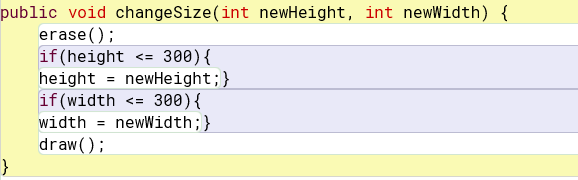 public void changeSize(int newHeight, int newWidth) {
erase();
if(height <= 300){
height = newHeight;}
if(width <= 300){
width = newWidth;}
draw();
}